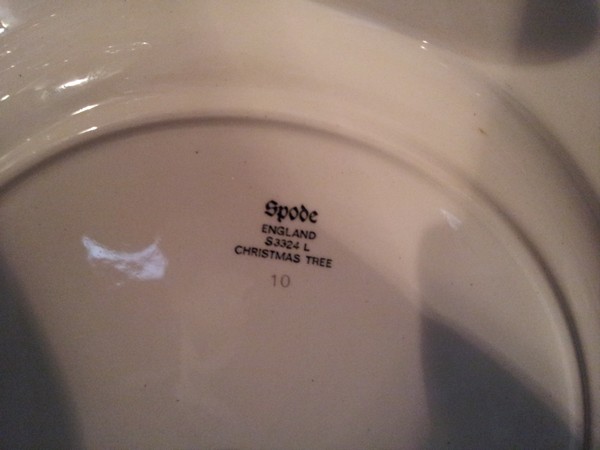 Spode
ENGLAND
S3324 L
CHRISTMAS TREE
10